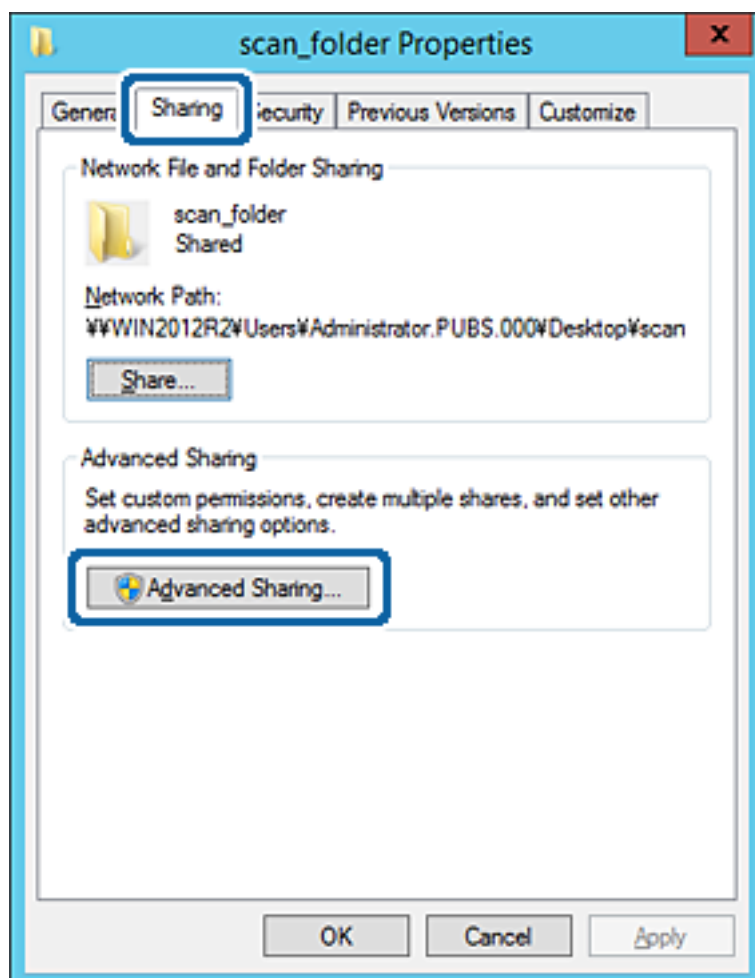 scan_folder Properties
x
General Sharing Security Previous Versions Customize
Network File and Folder Sharing
scan_folder
Shared
Network Path:
¥¥WIN2012R2¥Users¥Administrator.PUBS.000¥Desktop¥scan
Share...
Advanced Sharing
Set custom permissions, create multiple shares, and set other
advanced sharing options.
Advanced Sharing...
OK Cancel Apply